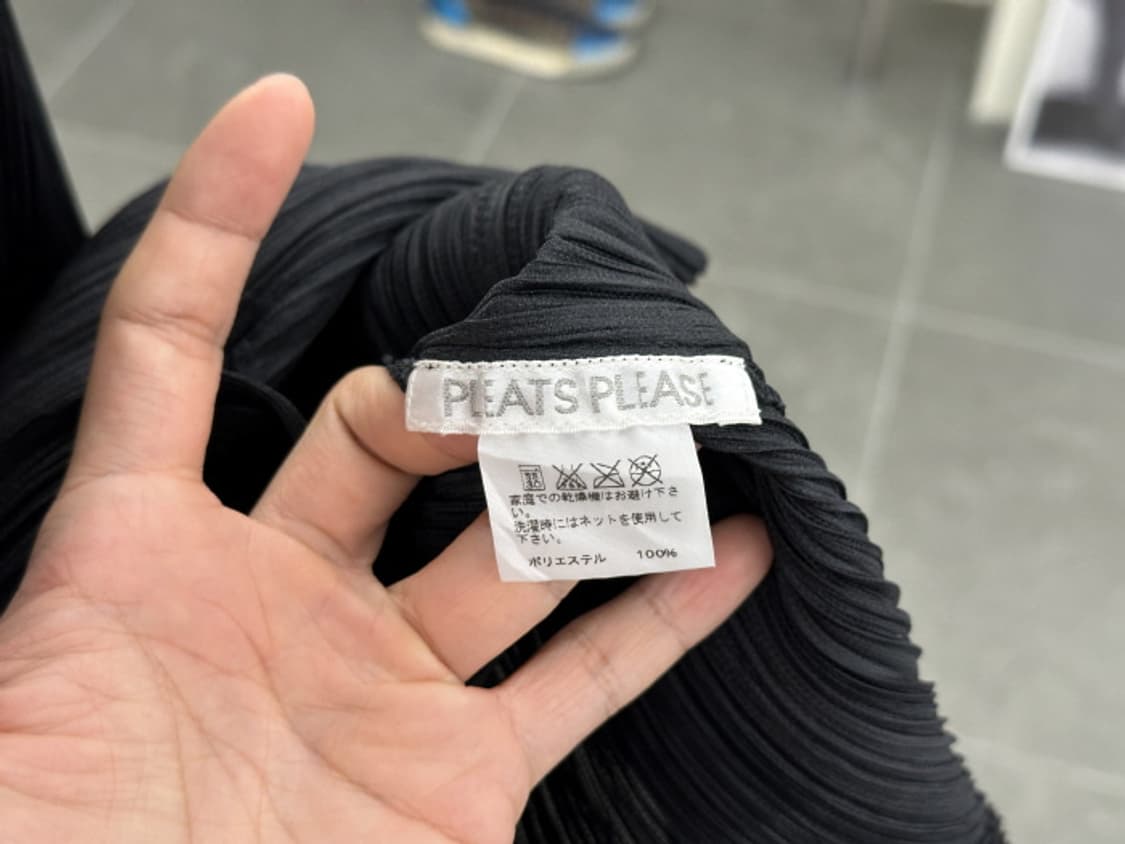 PLEATS PLEASE
家庭での乾燥機はお避け下さ
い。
洗濯時にはネットを使用して
下さい。
ポリエステル 100%